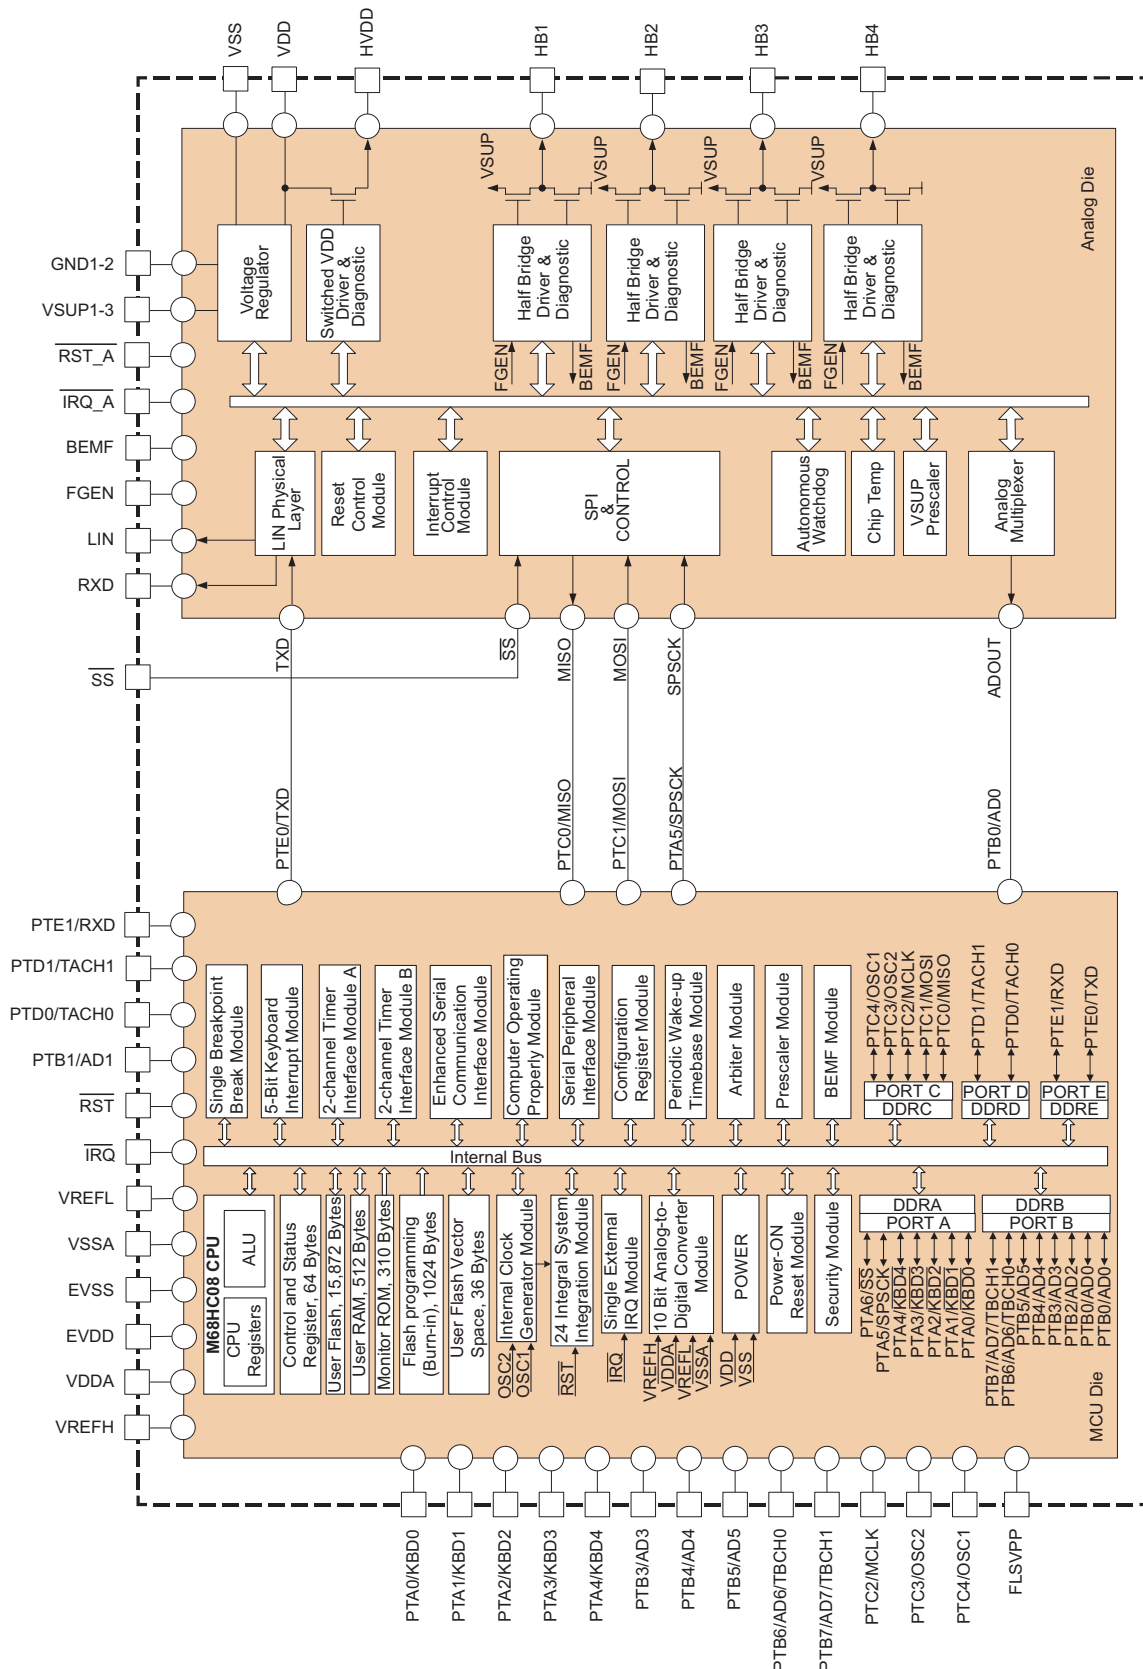 VSS
VDD
HVDD
HB1
HB2
HB3
HB4
GND1-2
VSUP1-3
RST_A
IRQ_A
BEMF
FGEN
LIN
RXD
SS
Analog Die
Voltage
Regulator
Switched VDD
Driver &
Diagnostic
VSUP
Half Bridge
Driver &
Diagnostic
FGEN
BEMF
VSUP
Half Bridge
Driver &
Diagnostic
FGEN
BEMF
VSUP
Half Bridge
Driver &
Diagnostic
FGEN
BEMF
VSUP
Half Bridge
Driver &
Diagnostic
FGEN
BEMF
LIN Physical
Layer
Reset
Control
Module
Interrupt
Control
Module
SPI
&
CONTROL
Autonomous
Watchdog
Chip Temp
VSUP
Prescaler
Analog
Multiplexer
TXD
SS
MISO
MOSI
SPSCK
ADOUT
PTE0/TXD
PTC0/MISO
PTC1/MOSI
PTA5/SPSCK
PTB0/AD0
PTE1/RXD
PTD1/TACH1
PTD0/TACH0
PTB1/AD1
RST
IRQ
VREFL
VSSA
EVSS
EVDD
VDDA
VREFH
Single Breakpoint
Break Module
5-Bit Keyboard
Interrupt Module
2-channel Timer
Interface Module A
2-channel Timer
Interface Module B
Enhanced Serial
Communication
Interface Module
Computer Operating
Properly Module
Serial Peripheral
Interface Module
Configuration
Register Module
Periodic Wake-up
Timebase Module
Arbiter Module
Prescaler Module
BEMF Module
PTC4/OSC1
PTC3/OSC2
PTC2/MCLK
PTC1/MOSI
PTC0/MISO
PORT C
DDRC
PTD1/TACH1
PTD0/TACH0
PORT D
DDRD
PTE1/RXD
PTE0/TXD
PORT E
DDRE
Internal Bus
M68HC08 CPU
CPU
Registers
ALU
Control and Status
Register, 64 Bytes
User Flash, 15,872 Bytes
User RAM, 512 Bytes
Monitor ROM, 310 Bytes
Flash programming
(Burn-in), 1024 Bytes
User Flash Vector
Space, 36 Bytes
Internal Clock
Generator Module
OSC2
OSC1
24 Integral System
Integration Module
RST
Single External
IRQ Module
IRQ
10 Bit Analog-to-
Digital Converter
Module
VREFH
VDDA
VREFL
VSSA
POWER
VDD
VSS
Power-ON
Reset Module
Security Module
DDRA
PORT A
PTA6/SS
PTA5/SPSCK
PTA4/KBD4
PTA3/KBD3
PTA2/KBD2
PTA1/KBD1
PTA0/KBD0
DDRB
PORT B
PTB7/AD7/TBCH1
PTB6/AD6/TBCH0
PTB5/AD5
PTB4/AD4
PTB3/AD3
PTB2/AD2
PTB0/AD0
PTB0/AD0
MCU Die
PTA0/KBD0
PTA1/KBD1
PTA2/KBD2
PTA3/KBD3
PTA4/KBD4
PTB3/AD3
PTB4/AD4
PTB5/AD5
PTB6/AD6/TBCH0
PTB7/AD7/TBCH1
PTC2/MCLK
PTC3/OSC2
PTC4/OSC1
FLSVPP